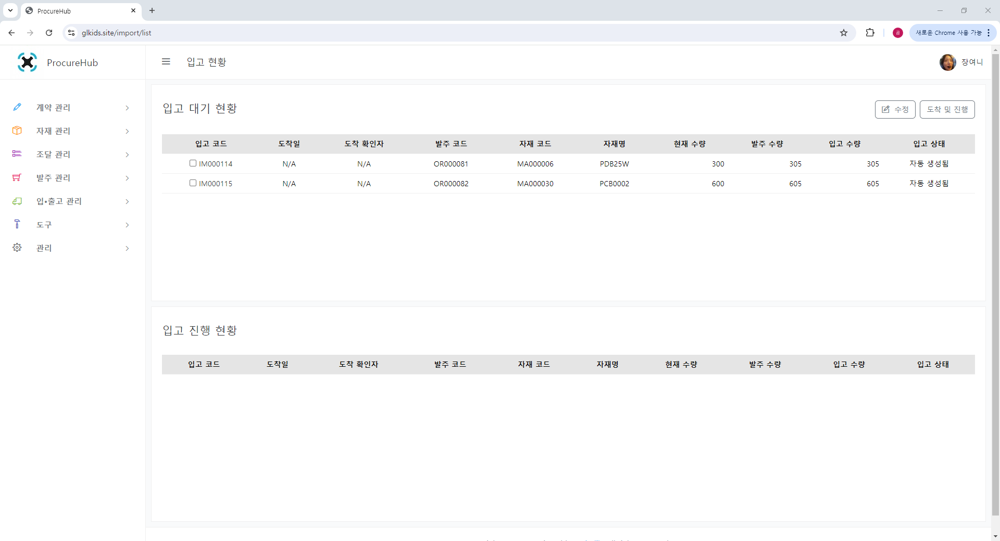 ProcureHub
glkids.site/import/list
곰
새로운 Chrome 사용 가능
ProcureHub
입고 현황
장여니
계약 관리
자재 관리
조달 관리
발주 관리
입•출고 관리
도구
관리
입고 대기 현황
수정
도착 및 진행
입고 코드 도착일 도착 확인자 발주 코드 자재 코드 자재명 현재 수량 발주 수량 입고 수량 입고 상태
IM000114 N/A N/A OR000081 MA000006 PDB25W 300 305 305 자동 생성됨
IM000115 N/A N/A OR000082 MA000030 PCB0002 600 605 605 자동 생성됨
입고 진행 현황
입고 코드 도착일 도착 확인자 발주 코드 자재 코드 자재명 현재 수량 발주 수량 입고 수량 입고 상태